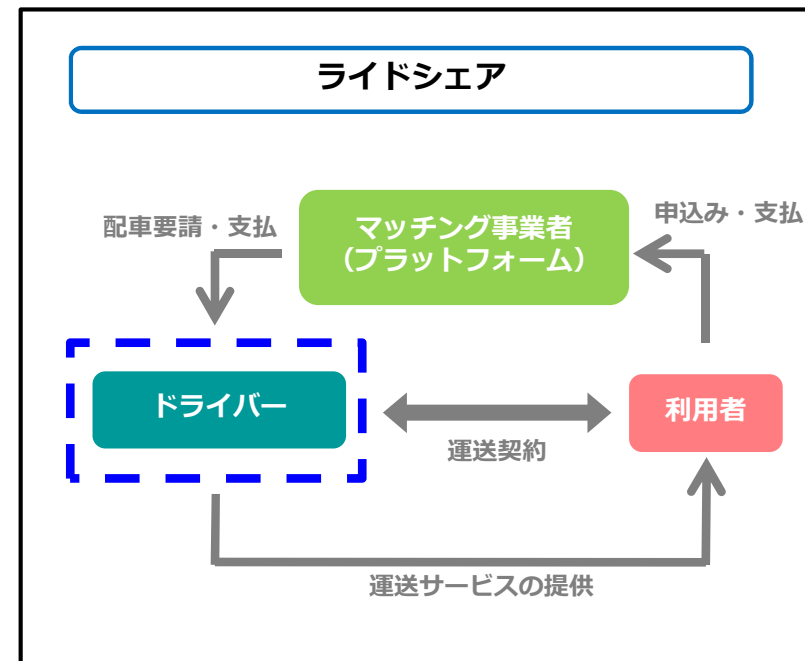 ライドシェア
配車要請・支払
マッチング事業者
（プラットフォーム）
申込み・支払
ドライバー
運送契約
利用者
運送サービスの提供